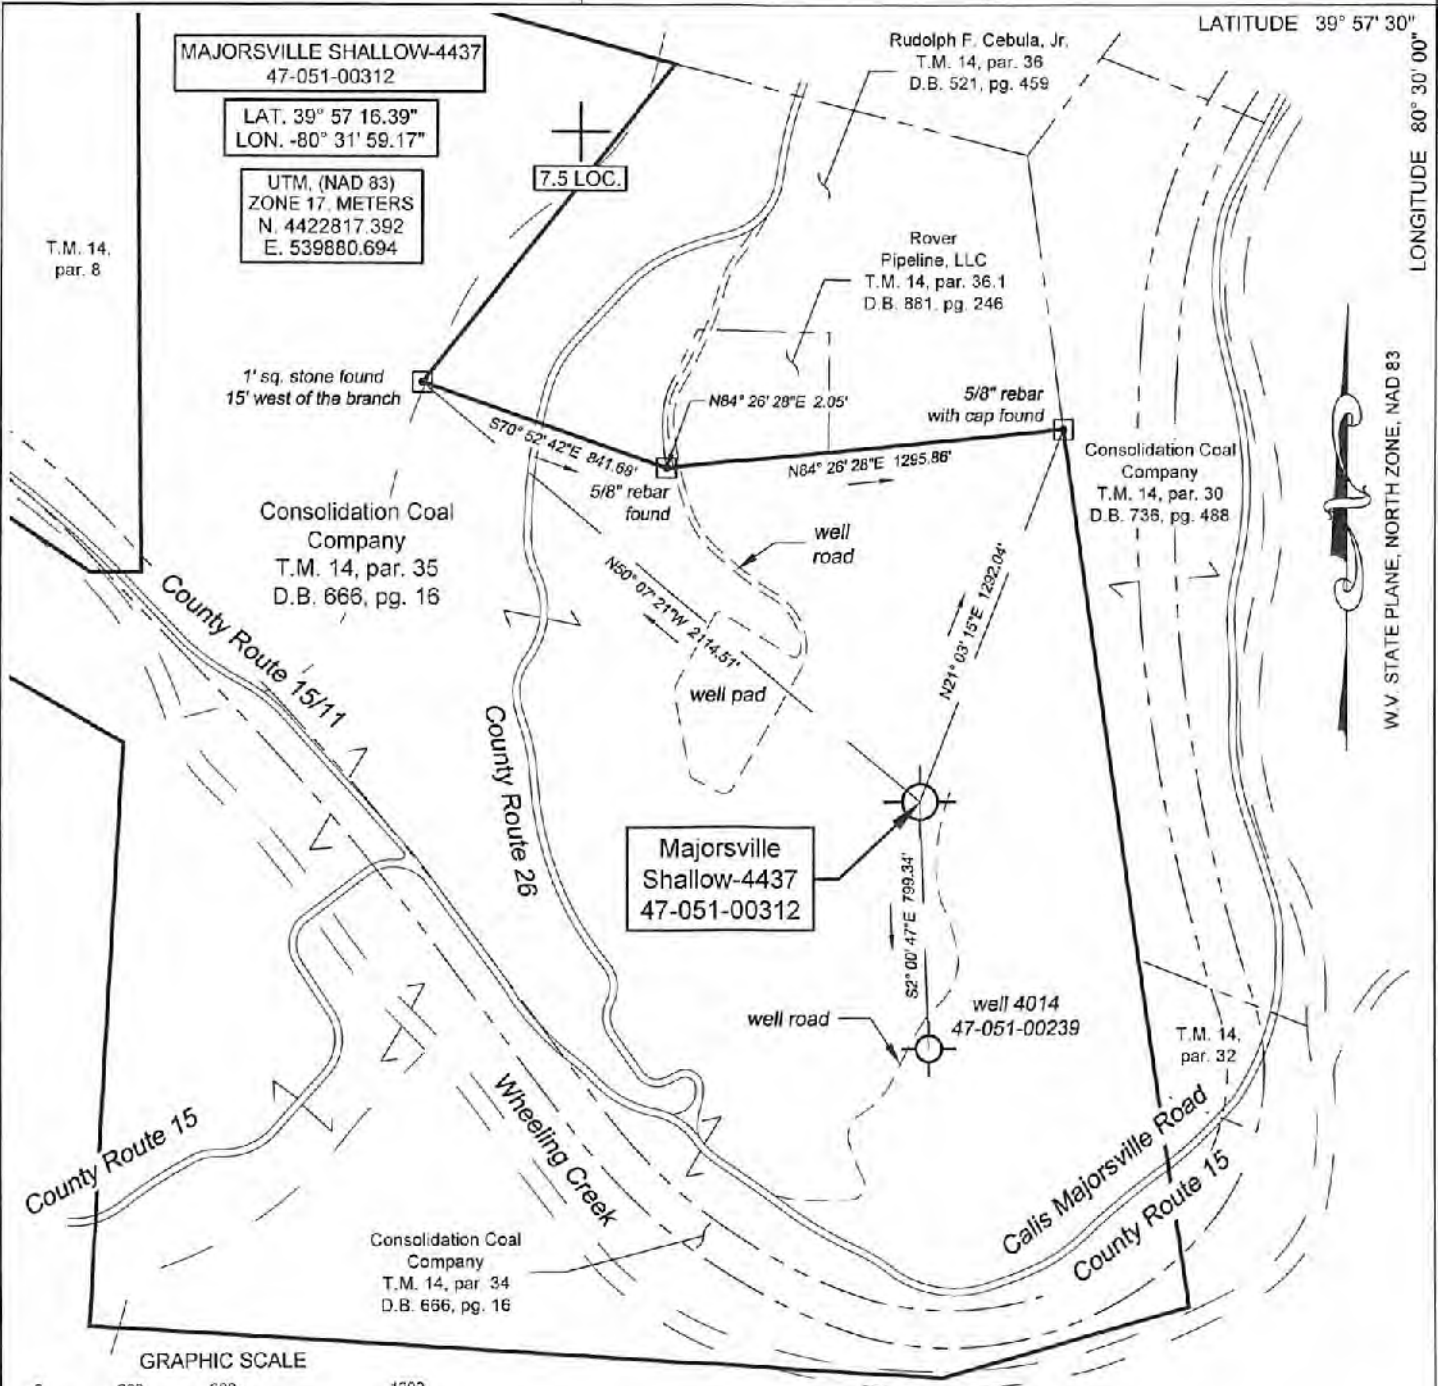 LATITUDE 39° 57' 30"
LONGITUDE 80° 30' 00"
MAJORSVILLE SHALLOW-4437
47-051-00312
LAT. 39° 57 16.39"
LON. -80° 31' 59.17"
UTM, (NAD 83)
ZONE 17, METERS
N. 4422817.392
E. 539880.694
7.5 LOC.
Rudolph F. Cebula, Jr.
T.M. 14, par. 36
D.B. 521, pg. 459
T.M. 14,
par. 8
Rover
Pipeline, LLC
T.M. 14, par. 36.1
D.B. 881, pg. 246
W.V. STATE PLANE, NORTH ZONE, NAD 83
1' sq. stone found
15' west of the branch
N84° 26' 28"E 2.05'
5/8" rebar
with cap found
S70° 52' 42"E 841.68'
N84° 26' 28"E 1295.86'
5/8" rebar
found
Consolidation Coal
Company
T.M. 14, par. 30
D.B. 736, pg. 488
Consolidation Coal
Company
T.M. 14, par. 35
D.B. 666, pg. 16
well
road
N50° 07' 21"W 2114.51'
N21° 03' 15"E 1292.04'
County Route 15/11
well pad
County Route 26
Majorsville
Shallow-4437
47-051-00312
S2° 00' 47"E 799.34'
well road
well 4014
47-051-00239
T.M. 14,
par. 32
County Route 15
Wheeling Creek
Calis Majorsville Road
County Route 15
Consolidation Coal
Company
T.M. 14, par. 34
D.B. 666, pg. 16
GRAPHIC SCALE